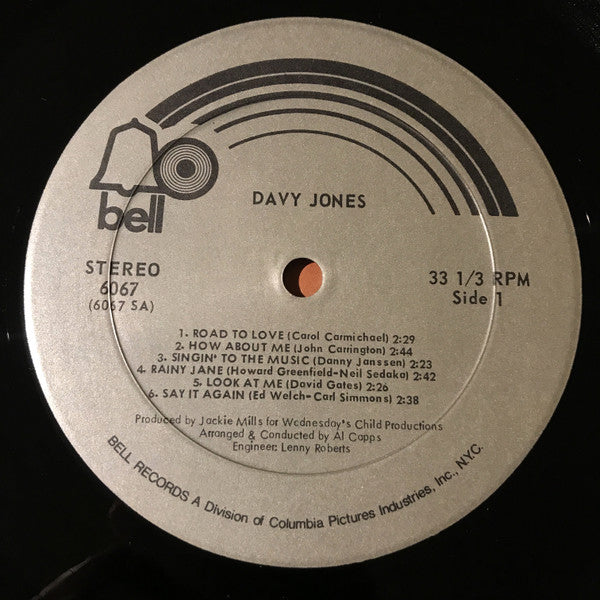 bell
DAVY JONES
STEREO
6067
(6067 SA)
33 1/3 RPM
Side 1
1. ROAD TO LOVE (Carol Carmichael) 2:29
2. HOW ABOUT ME (John Carrington) 2:44
3. SINGIN' TO THE MUSIC (Danny Janssen) 2:23
4. RAINY JANE (Howard Greenfield-Neil Sedaka) 2:42
5. LOOK AT ME (David Gates) 2:26
6. SAY IT AGAIN (Ed Welch-Carl Simmons) 2:38
Produced by Jackie Mills for Wednesday's Child Productions
Arranged & Conducted by Al Capps
Engineer: Lenny Roberts
BELL RECORDS A Division of Columbia Pictures Industries, Inc., N.Y.C.